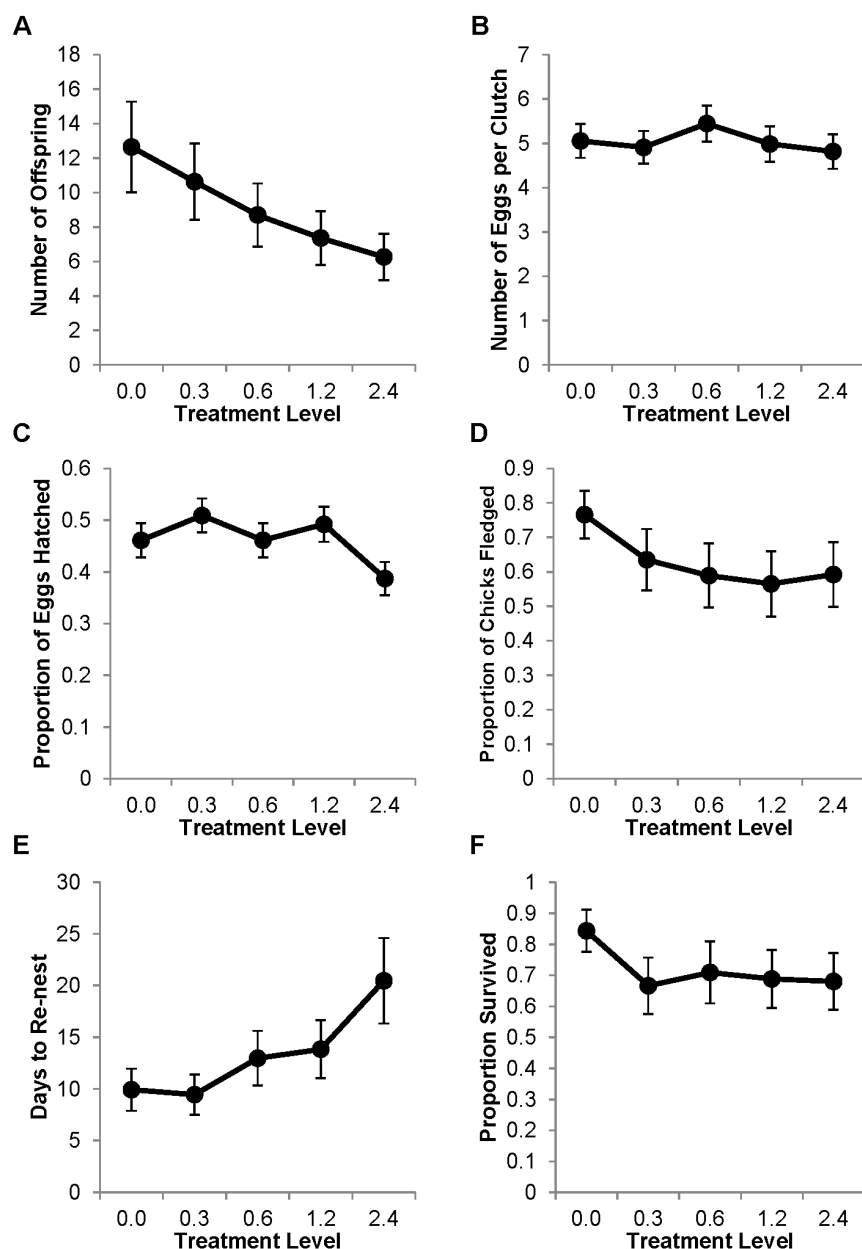 A
Number of Offspring
18
16
14
12
10
8
6
4
2
0
0.0 0.3 0.6 1.2 2.4
Treatment Level
B
Number of Eggs per Clutch
7
6
5
4
3
2
1
0
0.0 0.3 0.6 1.2 2.4
Treatment Level
C
Proportion of Eggs Hatched
0.6
0.5
0.4
0.3
0.2
0.1
0
0.0 0.3 0.6 1.2 2.4
Treatment Level
D
Proportion of Chicks Fledged
0.9
0.8
0.7
0.6
0.5
0.4
0.3
0.2
0.1
0
0.0 0.3 0.6 1.2 2.4
Treatment Level
E
Days to Re-nest
30
25
20
15
10
5
0
0.0 0.3 0.6 1.2 2.4
Treatment Level
F
Proportion Survived
1
0.9
0.8
0.7
0.6
0.5
0.4
0.3
0.2
0.1
0
0.0 0.3 0.6 1.2 2.4
Treatment Level